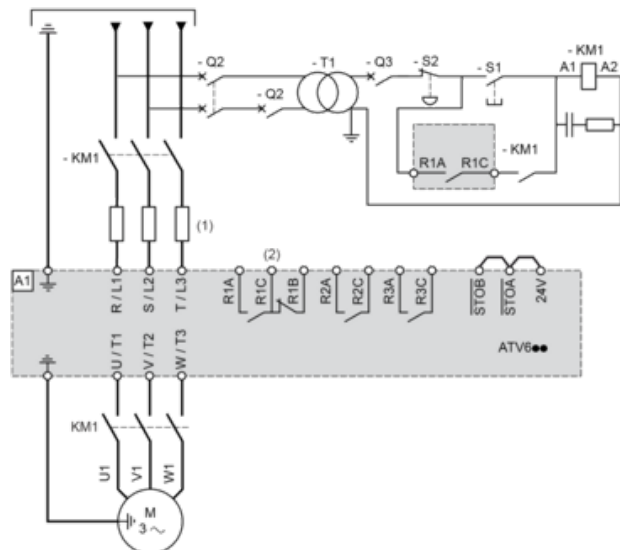 - Q2
- T1
- Q3
- S2
- S1
- KM1
A1
A2
- Q2
- KM1
R1A
R1C
- KM1
(1)
(2)
A1
R / L1
S / L2
T / L3
R1A
R1C
R1B
R2A
R2C
R3A
R3C
STOB
STOA
24V
U / T1
V / T2
W / T3
ATV6●●
KM1
U1
V1
W1
M
3 ~